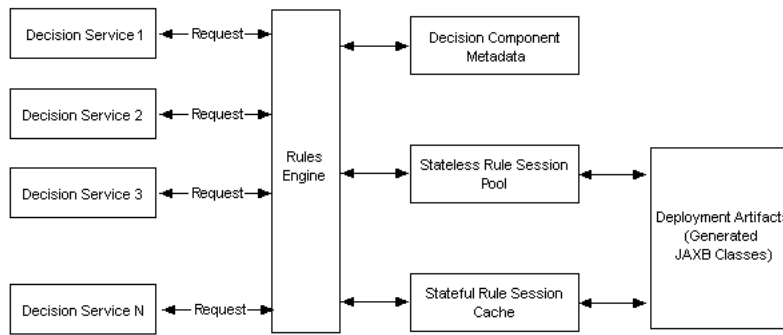 Decision Service 1
Request
Decision Component
Metadata
Decision Service 2
Request
Decision Service 3
Request
Rules
Engine
Stateless Rule Session
Pool
Deployment Artifacts
(Generated
JAXB Classes)
Decision Service N
Request
Stateful Rule Session
Cache